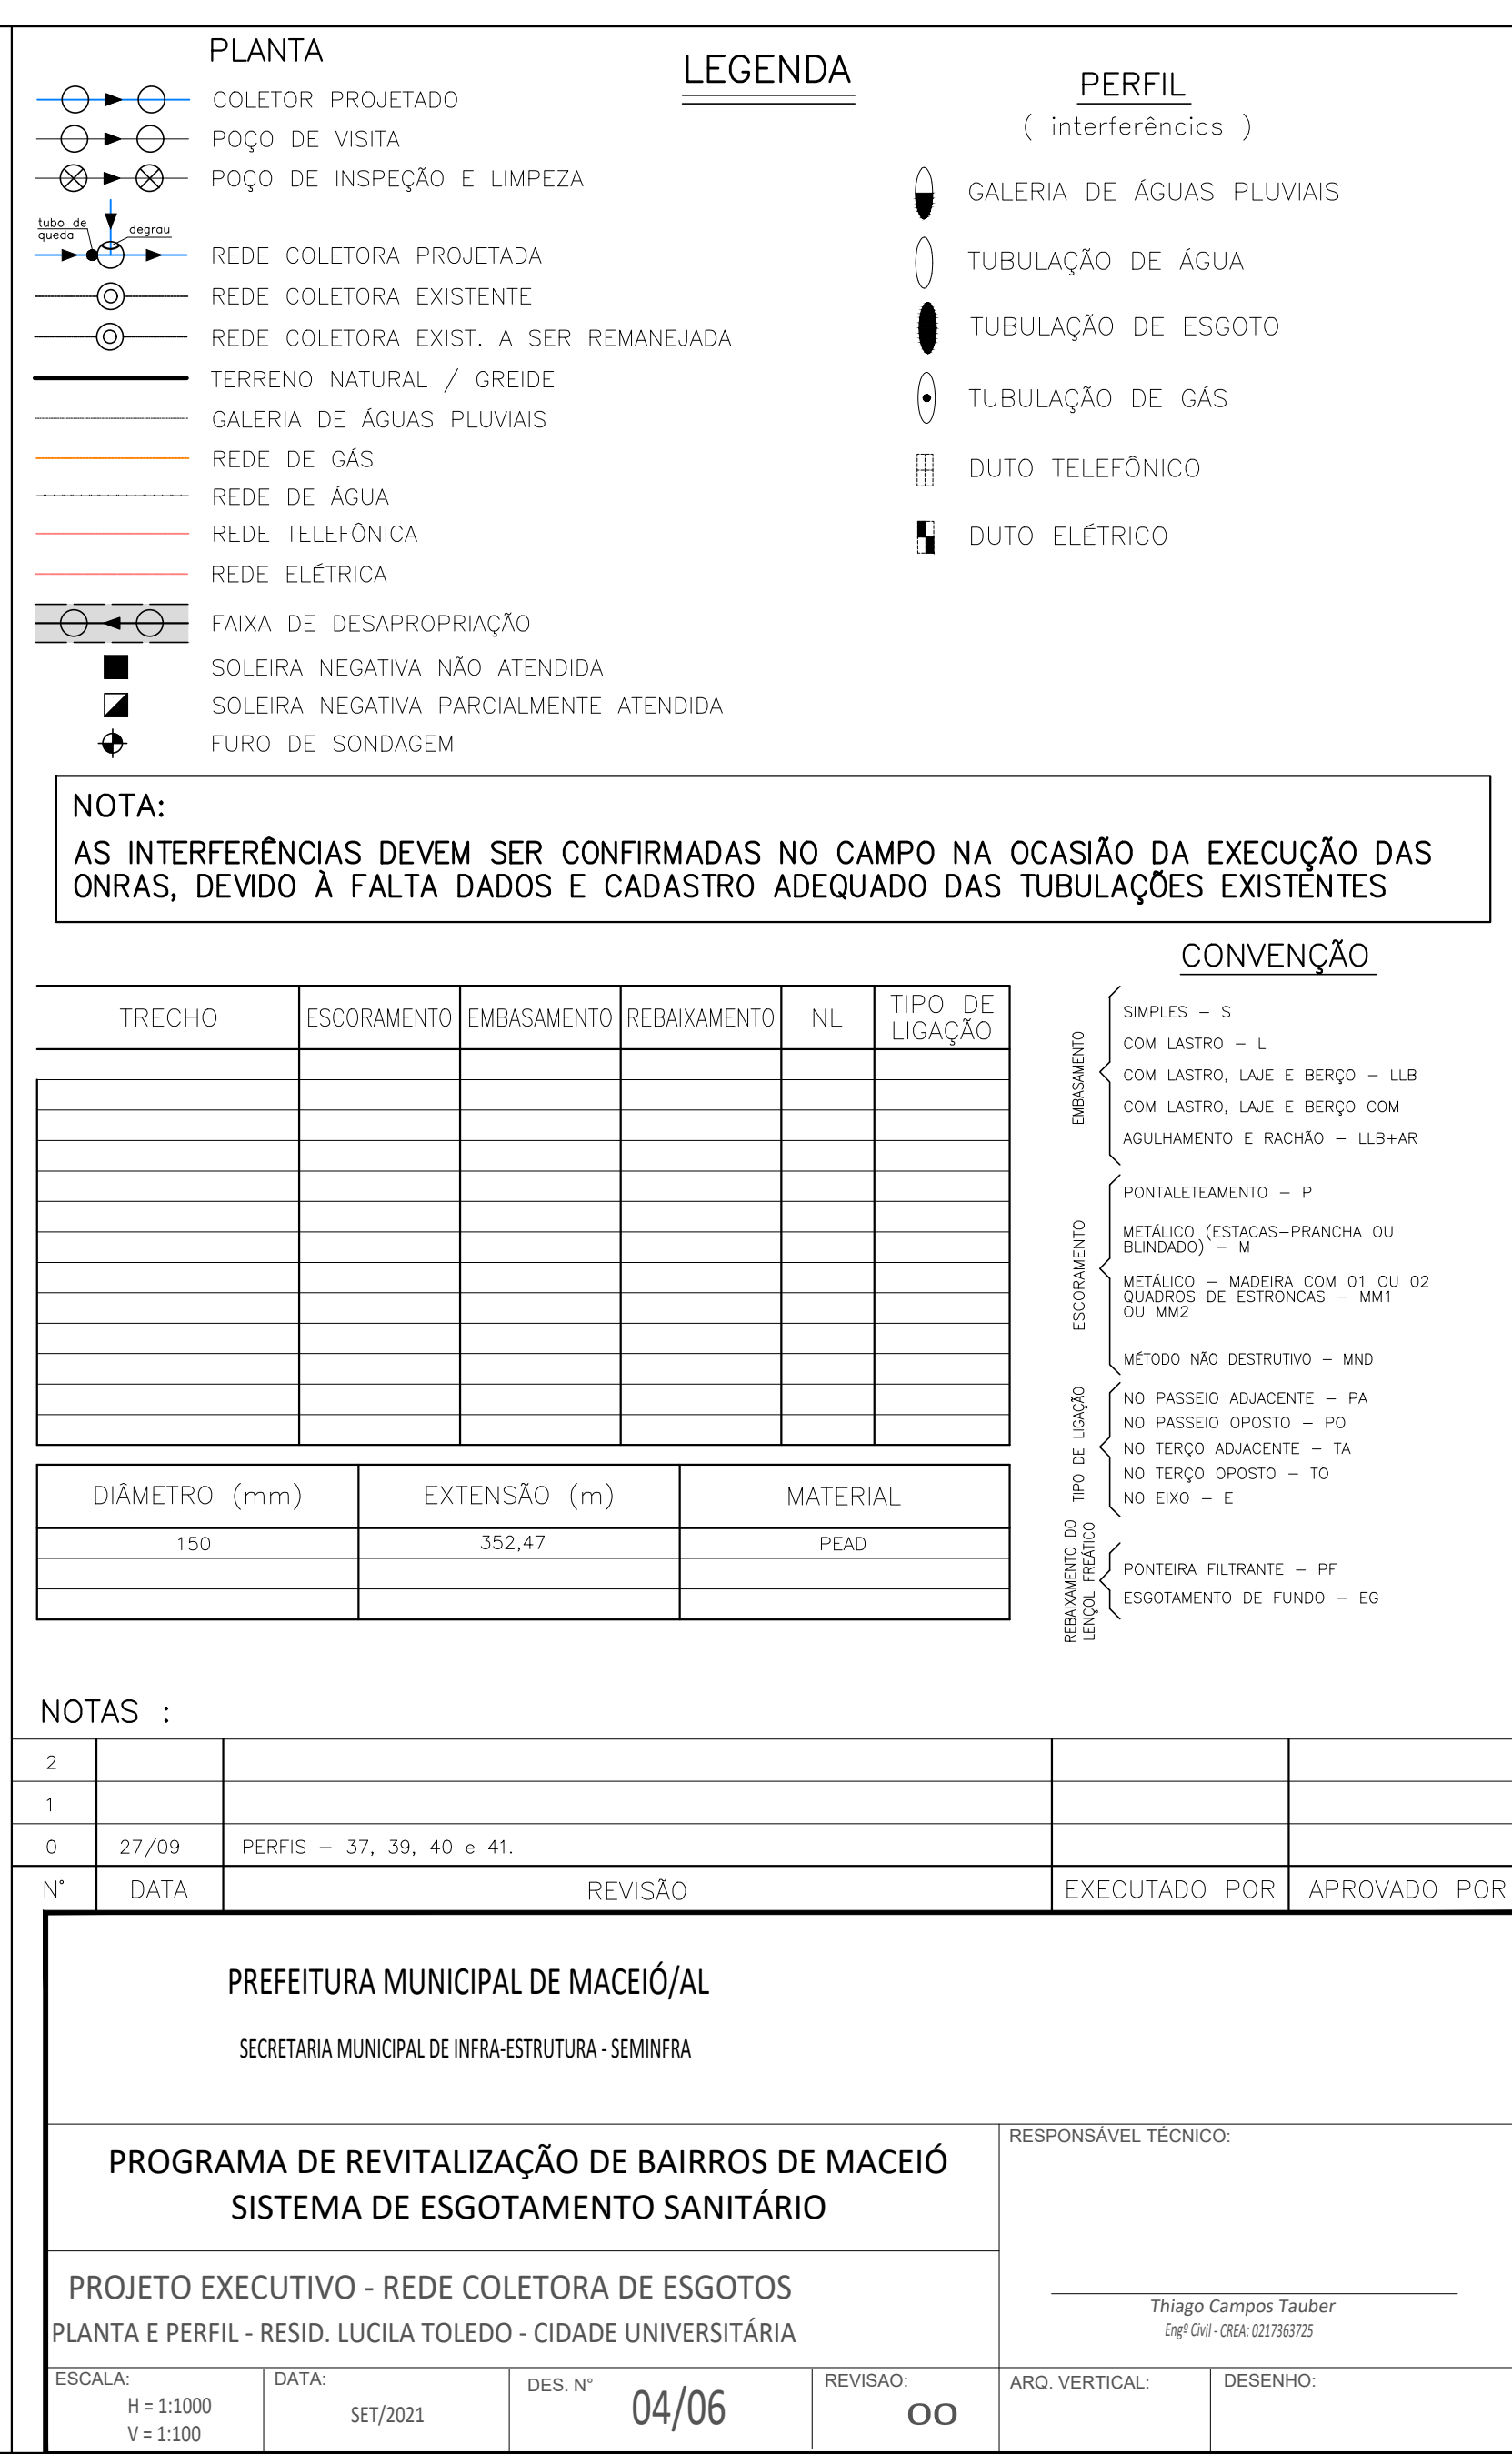 LEGENDA
PLANTA
COLETOR PROJETADO
POÇO DE VISITA
POÇO DE INSPEÇÃO E LIMPEZA
tubo de
queda
degrau
REDE COLETORA PROJETADA
REDE COLETORA EXISTENTE
REDE COLETORA EXIST. A SER REMANEJADA
TERRENO NATURAL / GREIDE
GALERIA DE ÁGUAS PLUVIAIS
REDE DE GÁS
REDE DE ÁGUA
REDE TELEFÔNICA
REDE ELÉTRICA
FAIXA DE DESAPROPRIAÇÃO
SOLEIRA NEGATIVA NÃO ATENDIDA
SOLEIRA NEGATIVA PARCIALMENTE ATENDIDA
FURO DE SONDAGEM
PERFIL
( interferências )
GALERIA DE ÁGUAS PLUVIAIS
TUBULAÇÃO DE ÁGUA
TUBULAÇÃO DE ESGOTO
TUBULAÇÃO DE GÁS
DUTO TELEFÔNICO
DUTO ELÉTRICO
NOTA:
AS INTERFERÊNCIAS DEVEM SER CONFIRMADAS NO CAMPO NA OCASIÃO DA EXECUÇÃO DAS
ONRAS, DEVIDO À FALTA DADOS E CADASTRO ADEQUADO DAS TUBULAÇÕES EXISTENTES
TRECHO ESCORAMENTO EMBASAMENTO REBAIXAMENTO NL TIPO DE
LIGAÇÃO
DIÂMETRO (mm) EXTENSÃO (m) MATERIAL
150 352,47 PEAD
CONVENÇÃO
EMBASAMENTO
SIMPLES – S
COM LASTRO – L
COM LASTRO, LAJE E BERÇO – LLB
COM LASTRO, LAJE E BERÇO COM
AGULHAMENTO E RACHÃO – LLB+AR
ESCORAMENTO
PONTALETEAMENTO – P
METÁLICO (ESTACAS–PRANCHA OU
BLINDADO) – M
METÁLICO – MADEIRA COM 01 OU 02
QUADROS DE ESTRONCAS – MM1
OU MM2
MÉTODO NÃO DESTRUTIVO – MND
TIPO DE LIGAÇÃO
NO PASSEIO ADJACENTE – PA
NO PASSEIO OPOSTO – PO
NO TERÇO ADJACENTE – TA
NO TERÇO OPOSTO – TO
NO EIXO – E
REBAIXAMENTO DO
LENÇOL FREÁTICO
PONTEIRA FILTRANTE – PF
ESGOTAMENTO DE FUNDO – EG
NOTAS :
2
1
0 27/09 PERFIS – 37, 39, 40 e 41.
N° DATA REVISÃO EXECUTADO POR APROVADO POR
PREFEITURA MUNICIPAL DE MACEIÓ/AL
SECRETARIA MUNICIPAL DE INFRA-ESTRUTURA - SEMINFRA
PROGRAMA DE REVITALIZAÇÃO DE BAIRROS DE MACEIÓ
SISTEMA DE ESGOTAMENTO SANITÁRIO
RESPONSÁVEL TÉCNICO:
PROJETO EXECUTIVO - REDE COLETORA DE ESGOTOS
PLANTA E PERFIL - RESID. LUCILA TOLEDO - CIDADE UNIVERSITÁRIA
Thiago Campos Tauber
Engº Civil - CREA: 0217363725
ESCALA:
H = 1:1000
V = 1:100
DATA:
SET/2021
DES. N° 04/06
REVISAO:
00
ARQ. VERTICAL:
DESENHO: